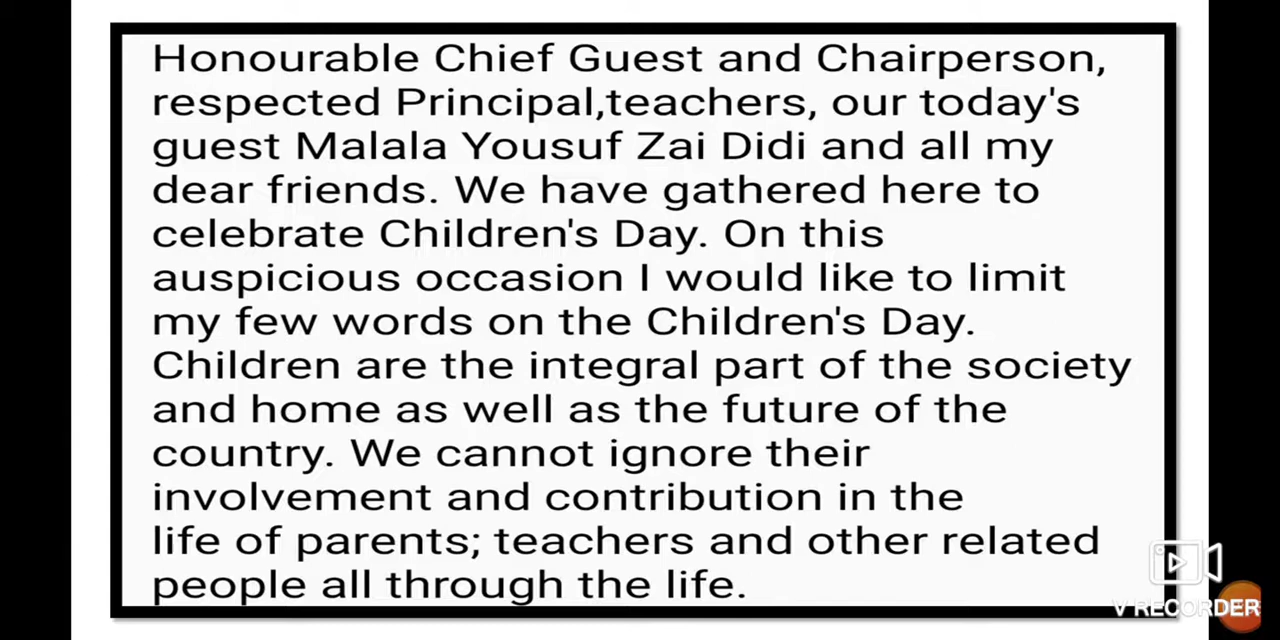 Honourable Chief Guest and Chairperson,
respected Principal,teachers, our today's
guest Malala Yousuf Zai Didi and all my
dear friends. We have gathered here to
celebrate Children's Day. On this
auspicious occasion I would like to limit
my few words on the Children's Day.
Children are the integral part of the society
and home as well as the future of the
country. We cannot ignore their
involvement and contribution in the
life of parents; teachers and other related
people all through the life.
V RECORDER